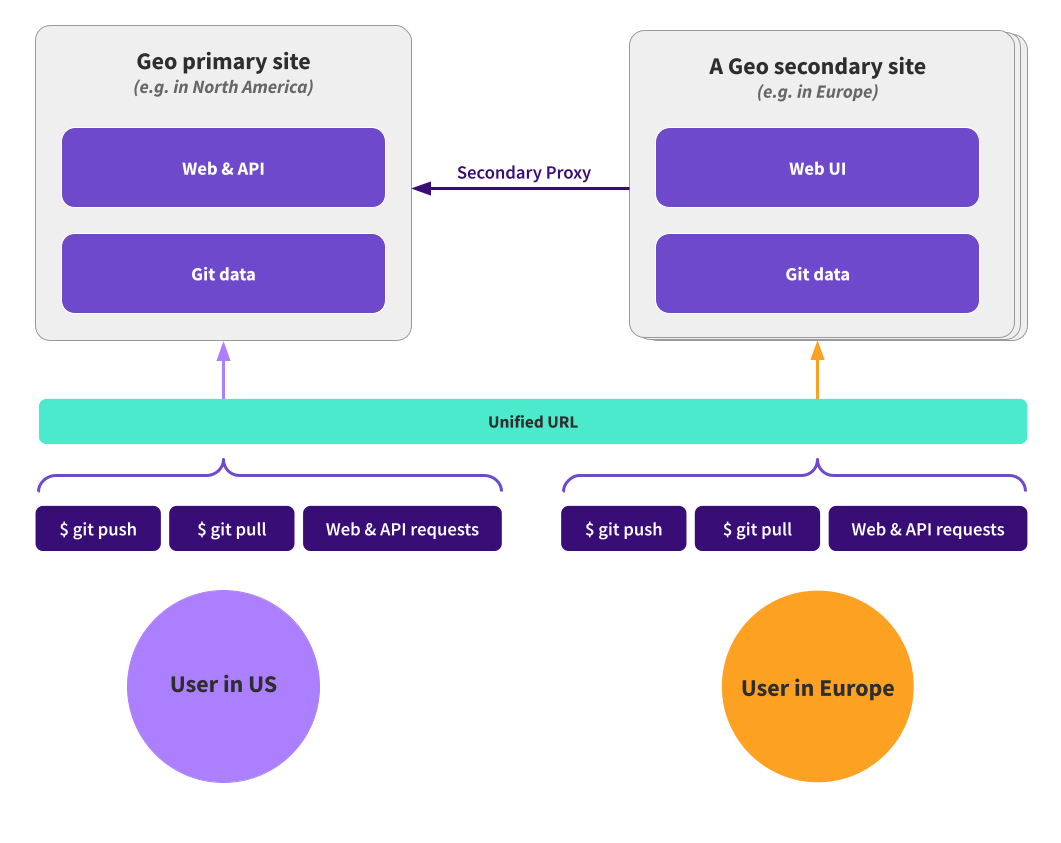 Geo primary site
(e.g. in North America)
Web & API
Git data
Secondary Proxy
A Geo secondary site
(e.g. in Europe)
Web UI
Git data
Unified URL
$ git push
$ git pull
Web & API requests
$ git push
$ git pull
Web & API requests
User in US
User in Europe